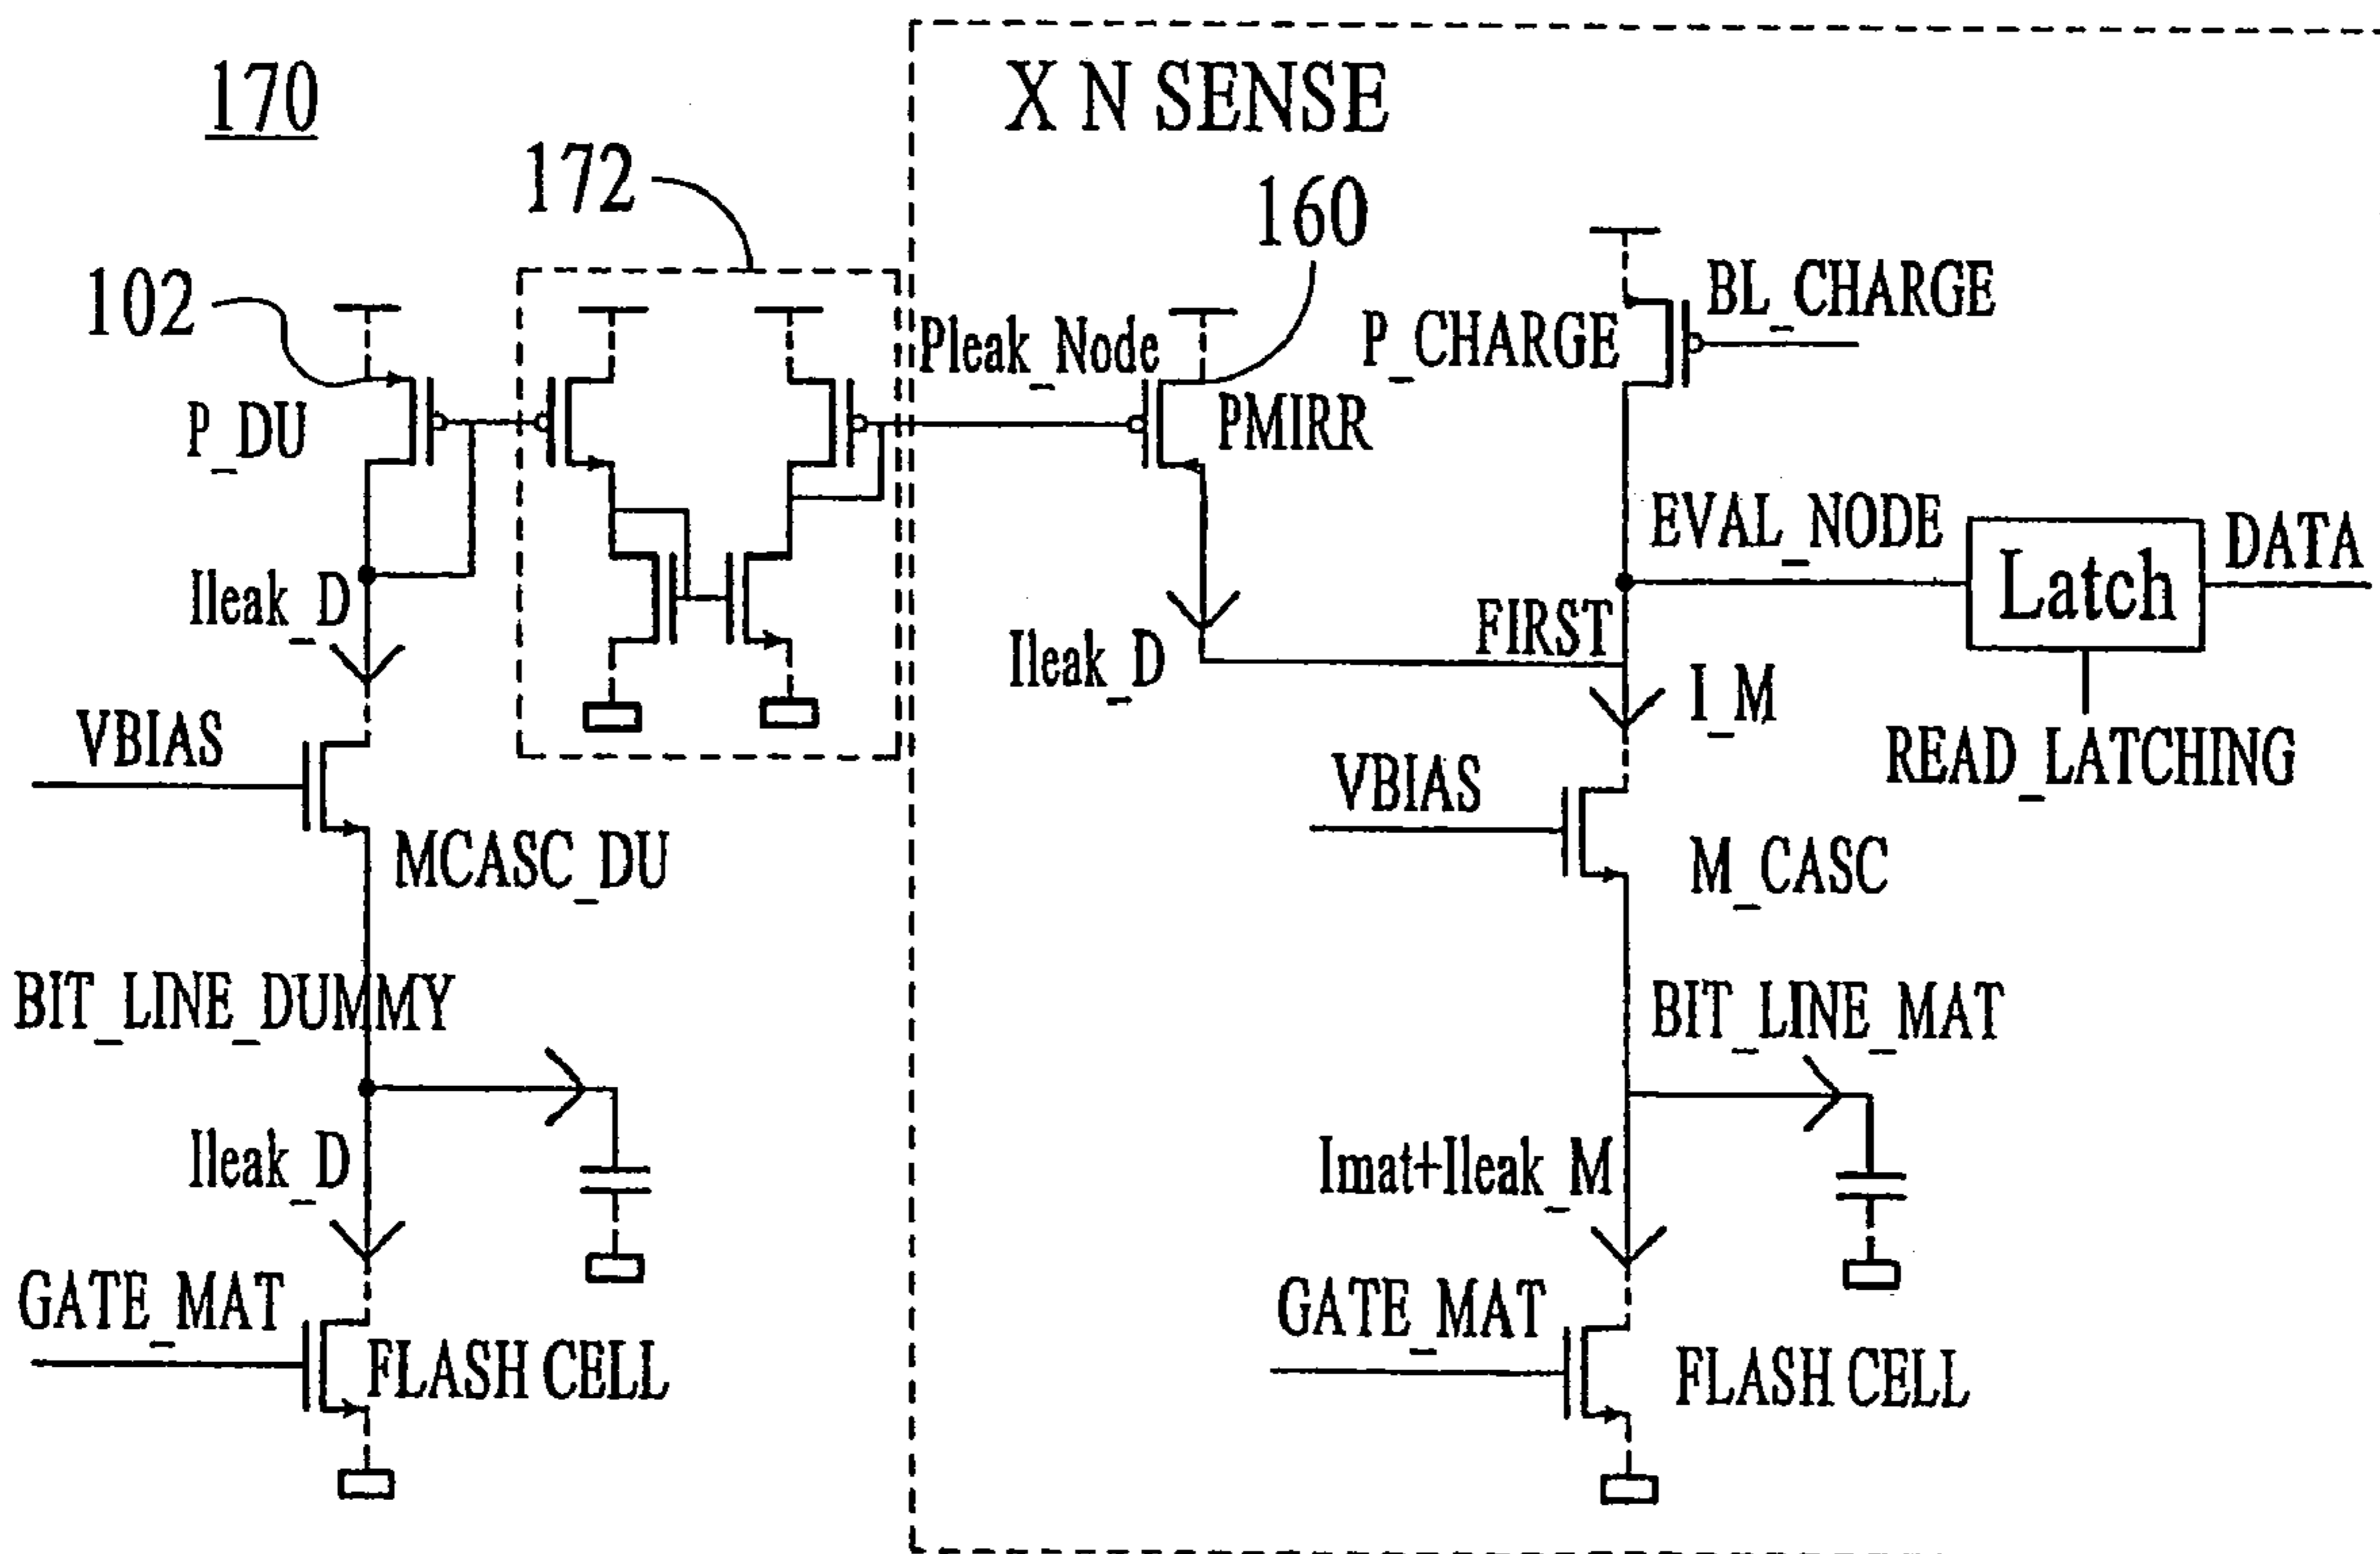 170
X N SENSE
172
160
102
BL_CHARGE
P_CHARGE
Pleak_Node
P_DU
PMIRR
EVAL_NODE
Latch
DATA
Ileak_D
FIRST
Ileak_D
I_M
READ_LATCHING
VBIAS
VBIAS
MCASC_DU
M_CASC
BIT_LINE_DUMMY
BIT_LINE_MAT
Ileak_D
Imat+Ileak_M
GATE_MAT
GATE_MAT
FLASH CELL
FLASH CELL